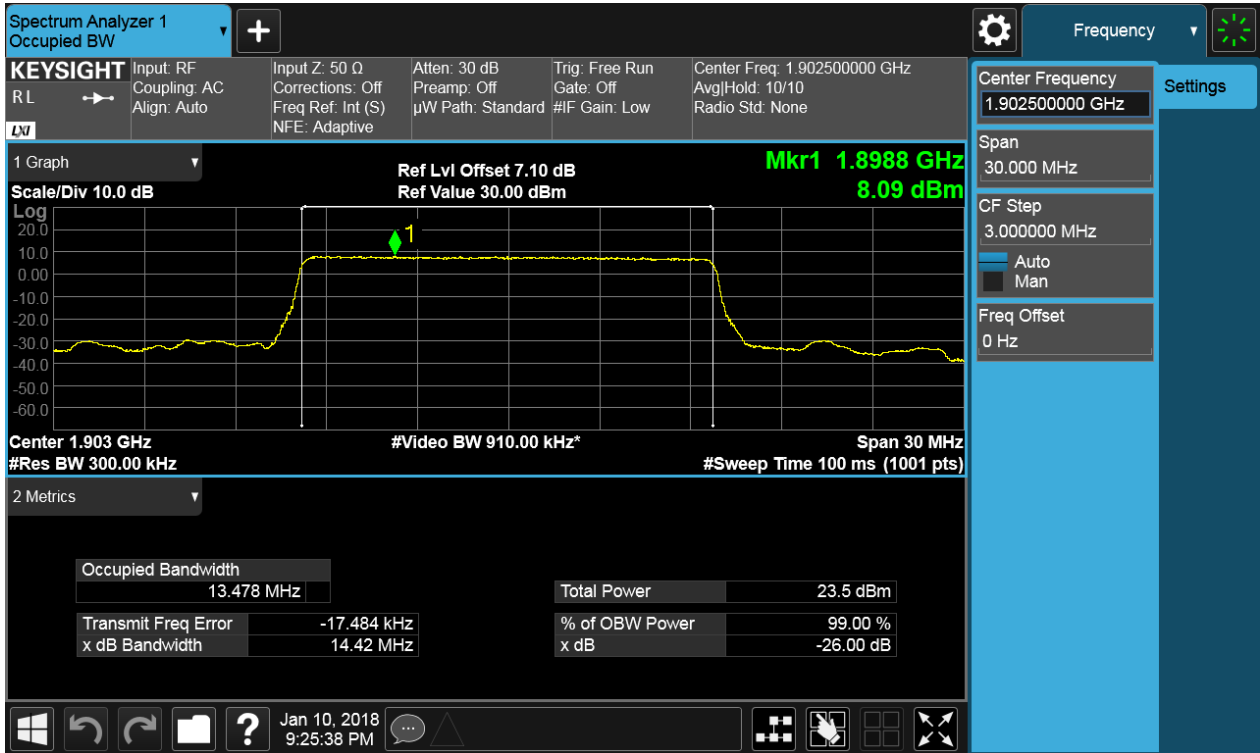 Spectrum Analyzer 1
Occupied BW
+
Frequency
KEYSIGHT
RL
LXI
Input: RF
Coupling: AC
Align: Auto
Input Z: 50 Ω
Corrections: Off
Freq Ref: Int (S)
NFE: Adaptive
Atten: 30 dB
Preamp: Off
µW Path: Standard
Trig: Free Run
Gate: Off
#IF Gain: Low
Center Freq: 1.902500000 GHz
Avg|Hold: 10/10
Radio Std: None
Center Frequency
1.902500000 GHz
Settings
Span
30.000 MHz
CF Step
3.000000 MHz
Auto
Man
Freq Offset
0 Hz
1 Graph
Scale/Div 10.0 dB
Ref Lvl Offset 7.10 dB
Ref Value 30.00 dBm
Mkr1 1.8988 GHz
8.09 dBm
Log
20.0
10.0
0.00
-10.0
-20.0
-30.0
-40.0
-50.0
-60.0
1
Center 1.903 GHz
#Res BW 300.00 kHz
#Video BW 910.00 kHz*
Span 30 MHz
#Sweep Time 100 ms (1001 pts)
2 Metrics
Occupied Bandwidth
13.478 MHz
Total Power 23.5 dBm
Transmit Freq Error -17.484 kHz
% of OBW Power 99.00 %
x dB Bandwidth 14.42 MHz
x dB -26.00 dB
?
Jan 10, 2018
9:25:38 PM